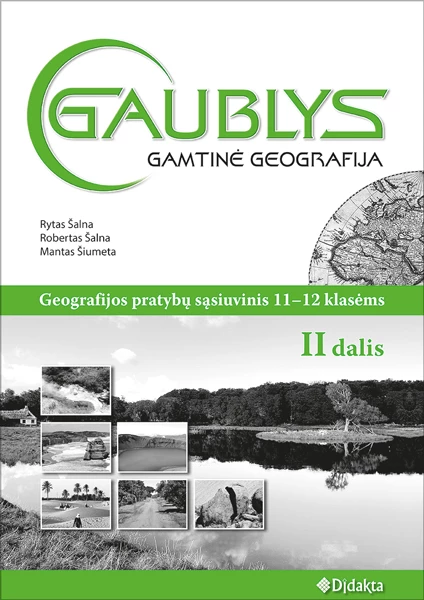 GAUBLYS
GAMTINĖ GEOGRAFIJA
Rytas Šalna
Robertas Šalna
Mantas Šiumeta
Geografijos pratybų sąsiuvinis 11–12 klasėms
II dalis
Didakta